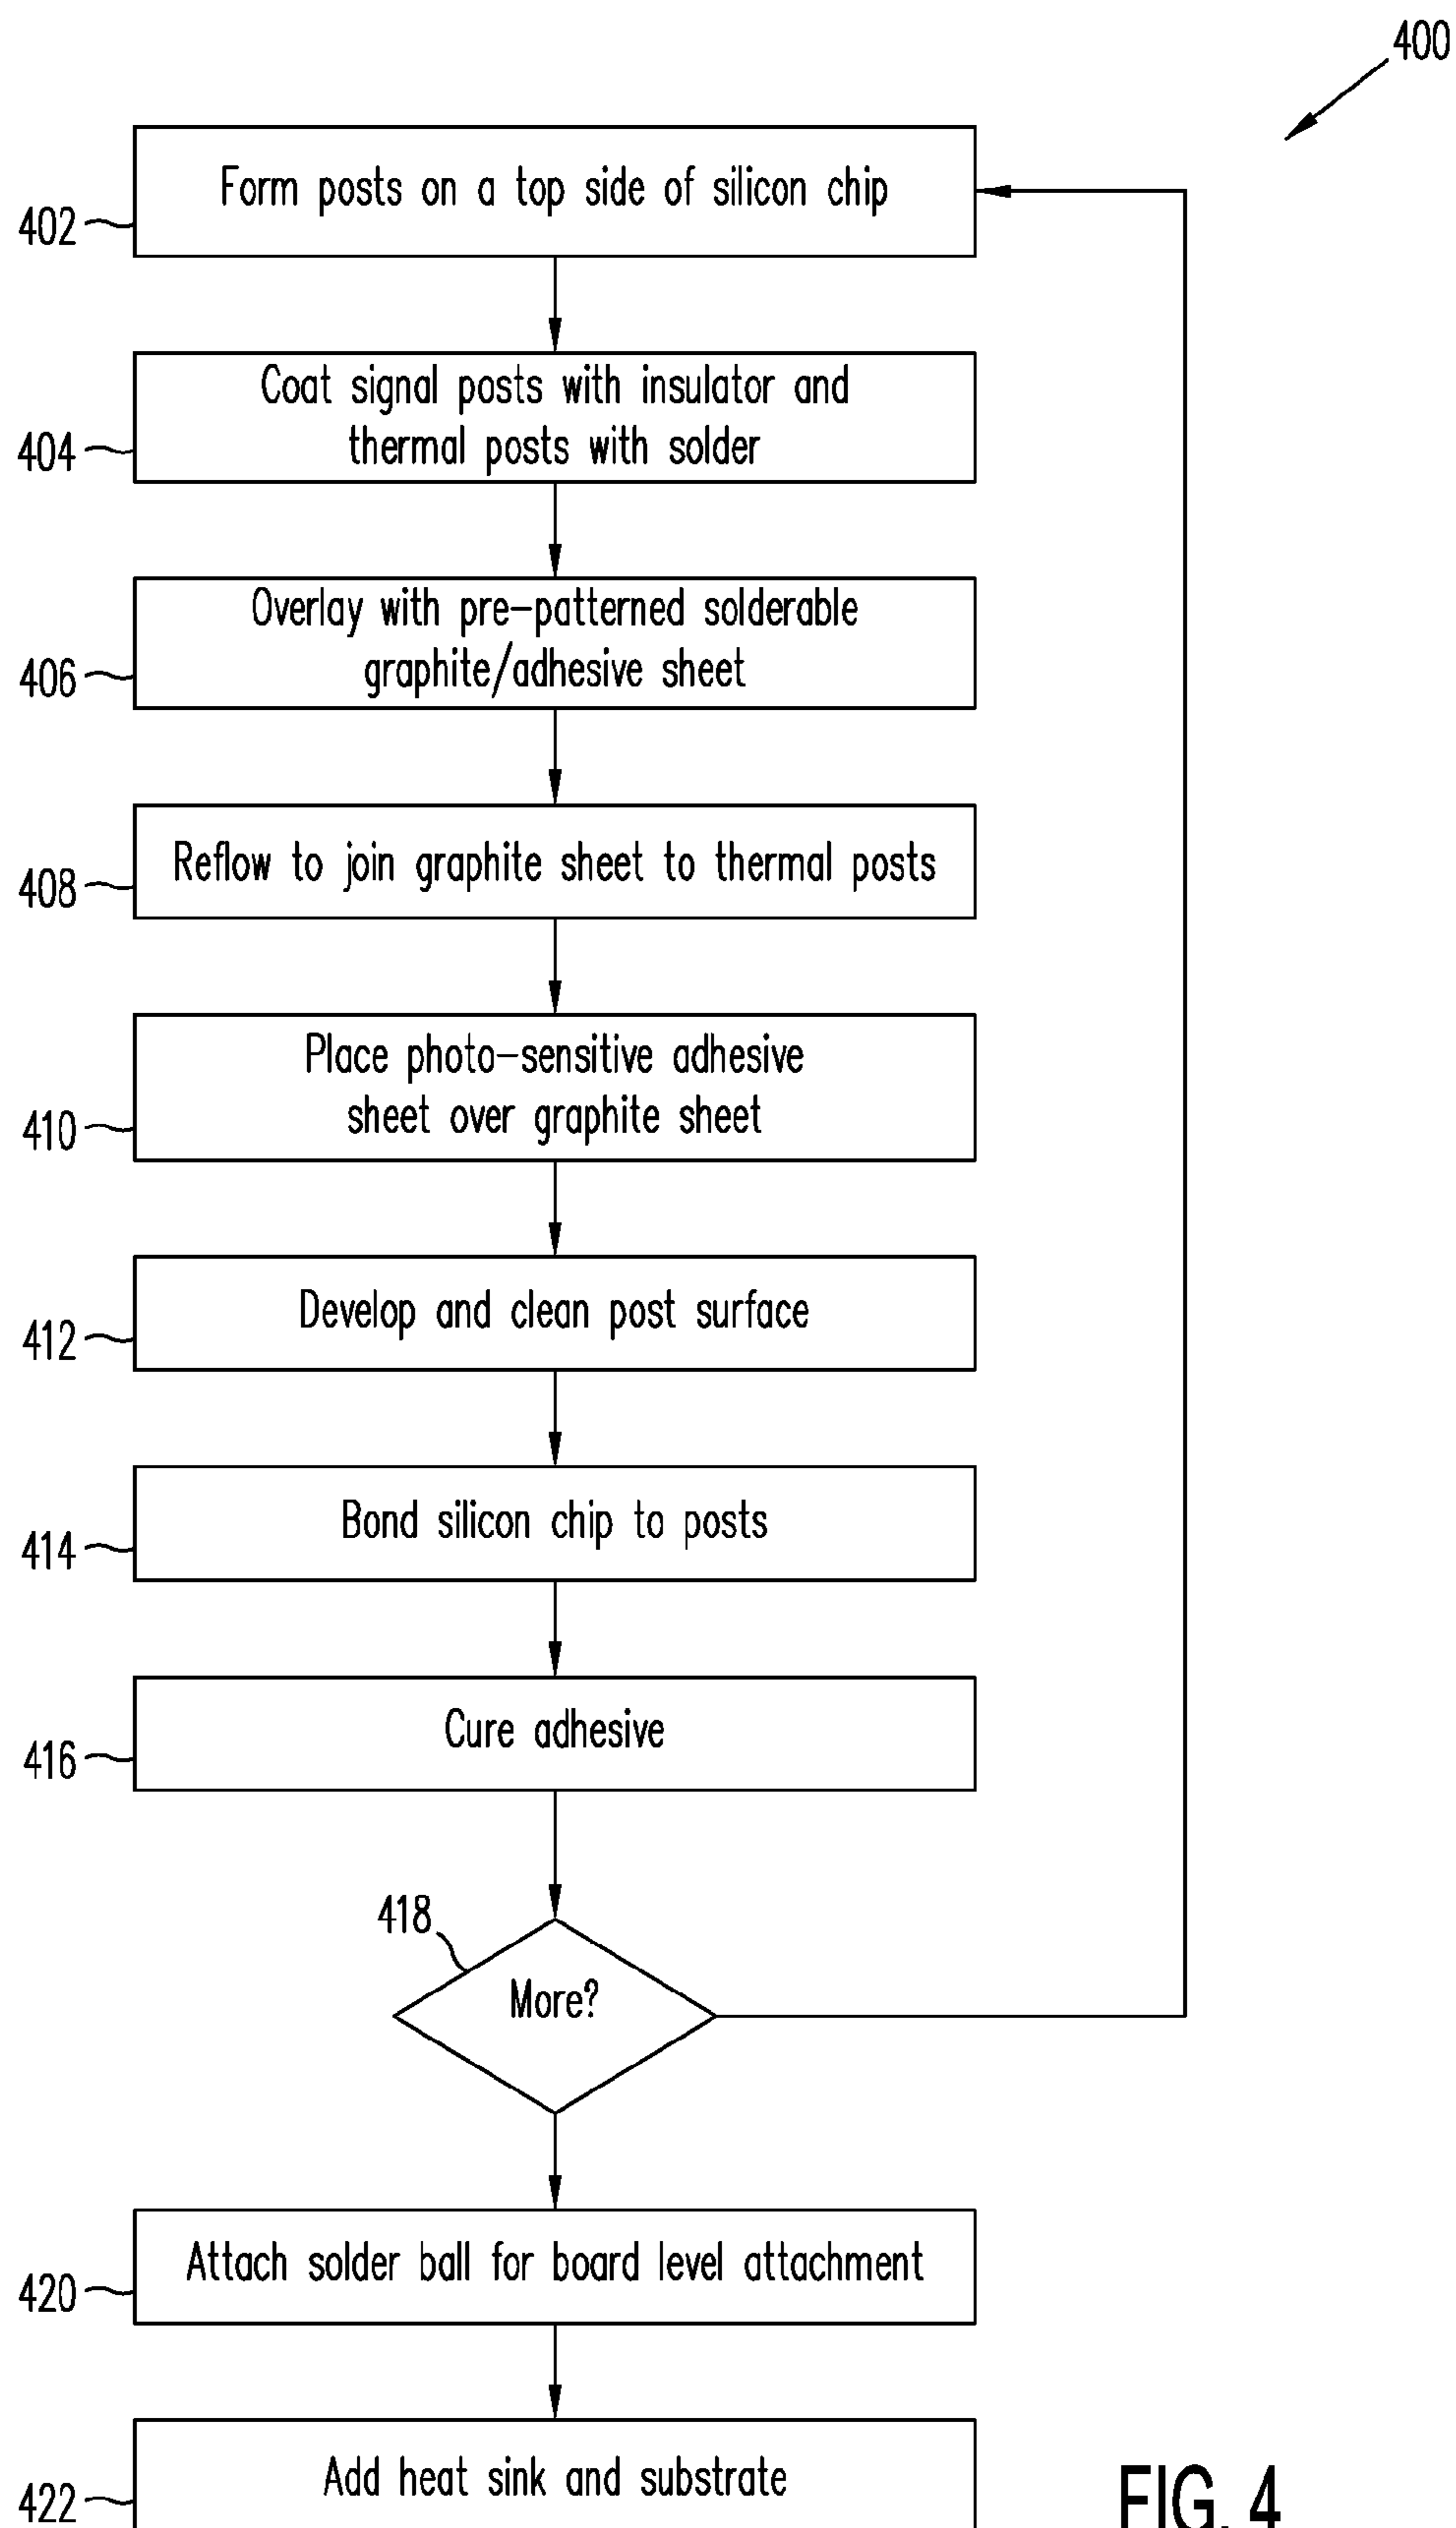 400
Form posts on a top side of silicon chip
402
Coat signal posts with insulator and
thermal posts with solder
404
Overlay with pre-patterned solderable
graphite/adhesive sheet
406
Reflow to join graphite sheet to thermal posts
408
Place photo-sensitive adhesive
sheet over graphite sheet
410
Develop and clean post surface
412
Bond silicon chip to posts
414
Cure adhesive
416
418
More?
Attach solder ball for board level attachment
420
Add heat sink and substrate
422
FIG. 4